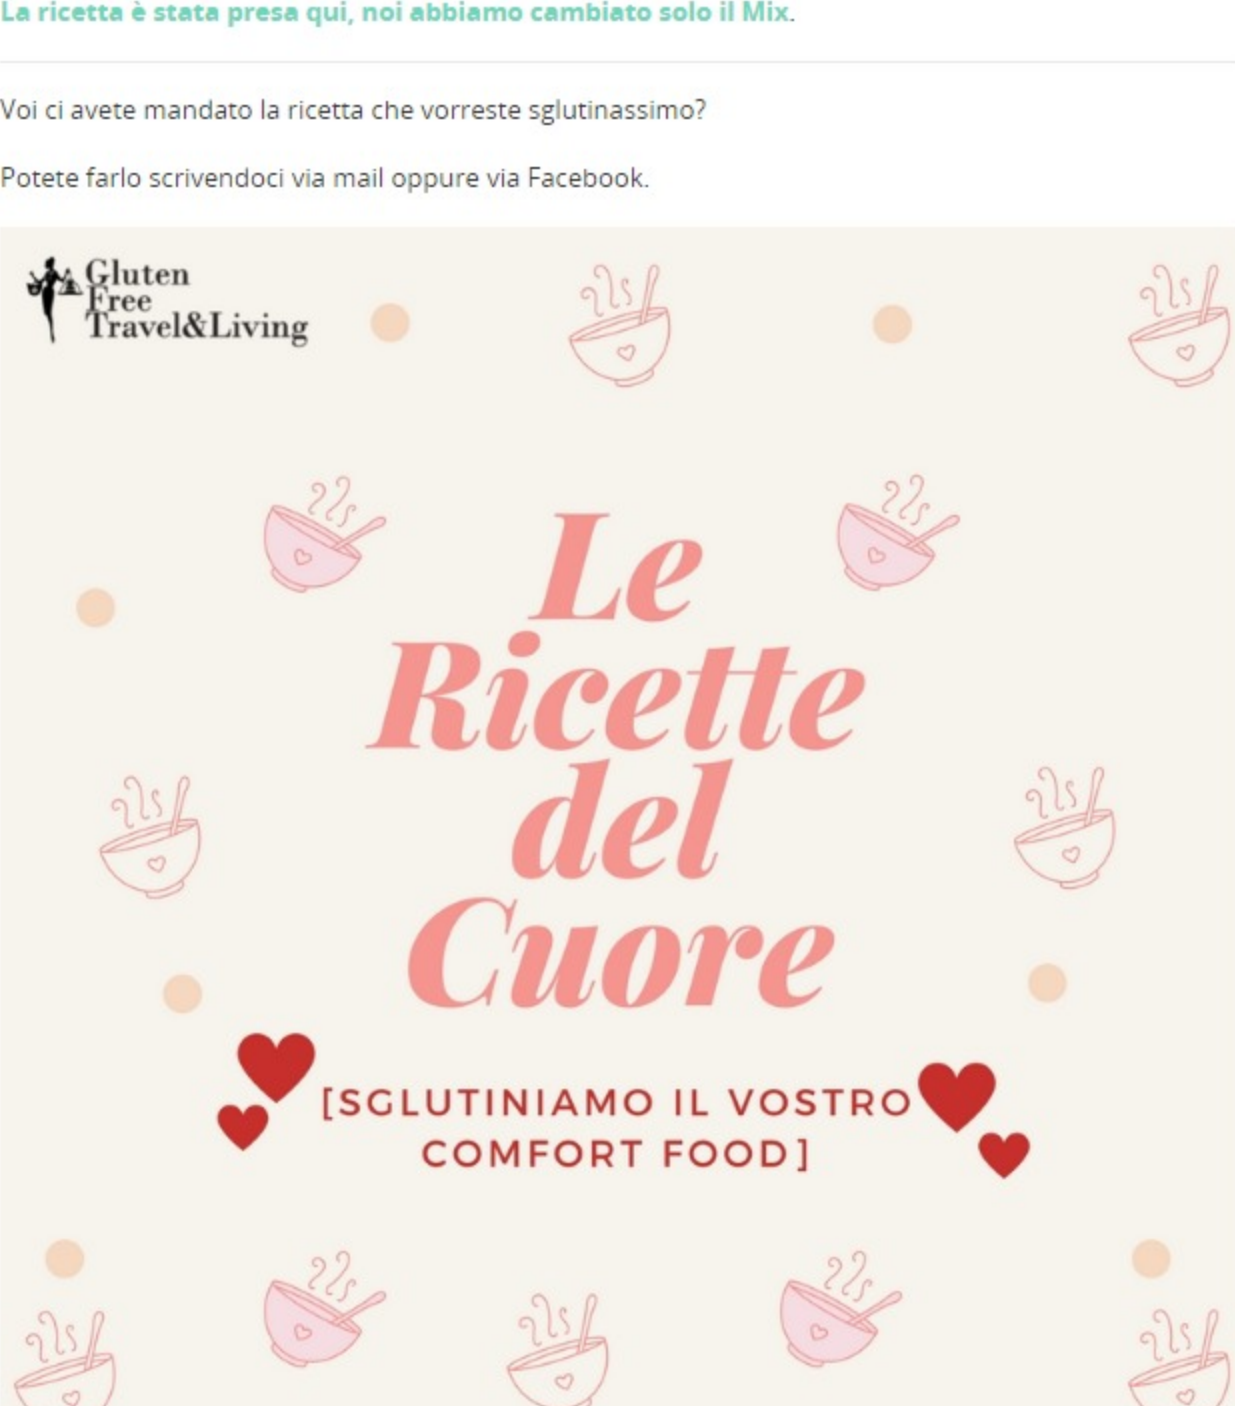 La ricetta è stata presa qui, noi abbiamo cambiato solo il Mix.
Voi ci avete mandato la ricetta che vorreste sglutinassimo?
Potete farlo scrivendoci via mail oppure via Facebook.
Gluten
Free
Travel&Living
Le
Ricette
del
Cuore
[SGLUTINIAMO IL VOSTRO
COMFORT FOOD]